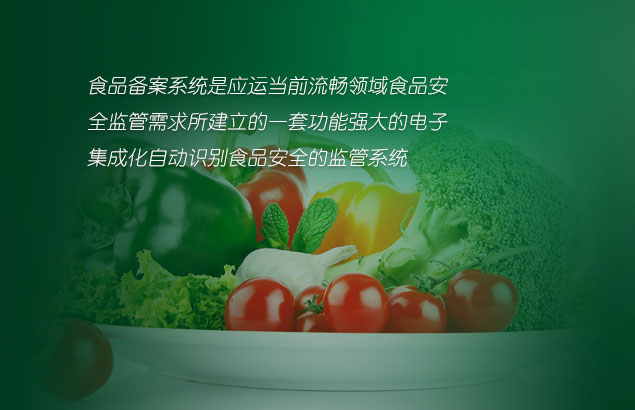 食品备案系统是应运当前流畅领域食品安
全监管需求所建立的一套功能强大的电子
集成化自动识别食品安全的监管系统